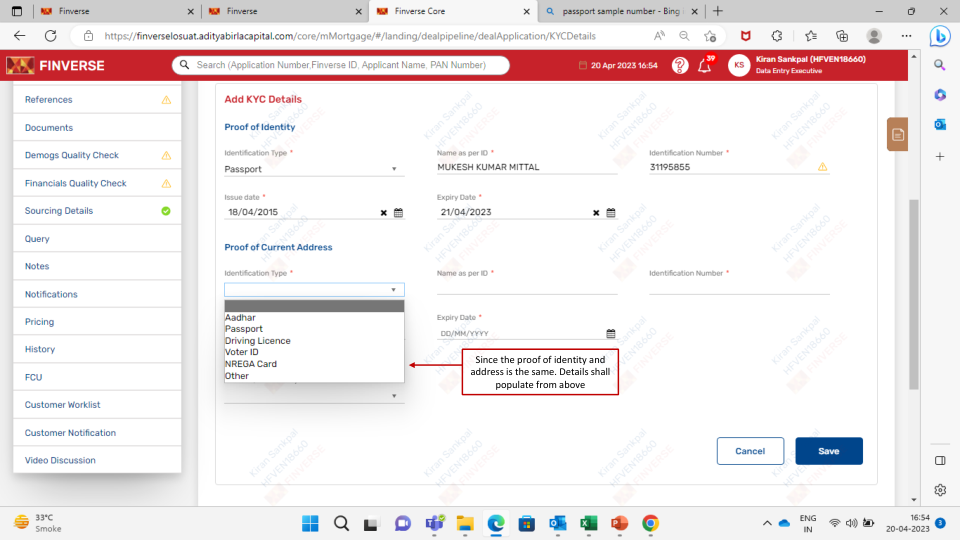 Finverse
Finverse
Finverse Core
passport sample number - Bing
https://finverselosuat.adityabirlacapital.com/core/mMortgage/#/landing/dealpipeline/dealApplication/KYCDetails
FINVERSE
Search (Application Number,Finverse ID, Applicant Name, PAN Number)
20 Apr 2023 16:54
39
KS
Kiran Sankpal (HFVEN18660)
Data Entry Executive
References
Documents
Demogs Quality Check
Financials Quality Check
Sourcing Details
Query
Notes
Notifications
Pricing
History
FCU
Customer Worklist
Customer Notification
Video Discussion
Add KYC Details
Proof of Identity
Identification Type *
Name as per ID *
Identification Number *
Passport
MUKESH KUMAR MITTAL
31195855
Issue date *
Expiry Date *
18/04/2015
21/04/2023
Proof of Current Address
Identification Type *
Name as per ID *
Identification Number *
Aadhar
Passport
Driving Licence
Voter ID
NREGA Card
Other
Expiry Date *
DD/MM/YYYY
Since the proof of identity and
address is the same. Details shall
populate from above
Cancel
Save
Kiran Sankpal
HFVEN18660
FINVERSE
33°C
Smoke
ENG
IN
16:54
20-04-2023
3